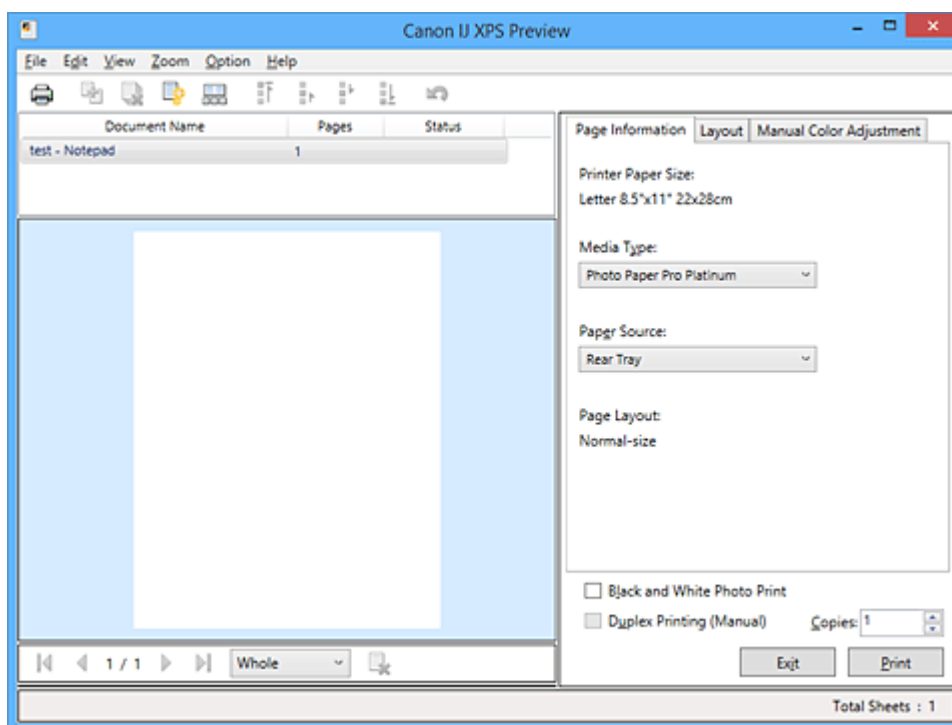 Canon IJ XPS Preview
File Edit View Zoom Option Help
Document Name Pages Status
test - Notepad 1
Page Information Layout Manual Color Adjustment
Printer Paper Size:
Letter 8.5"x11" 22x28cm
Media Type:
Photo Paper Pro Platinum
Paper Source:
Rear Tray
Page Layout:
Normal-size
Black and White Photo Print
Duplex Printing (Manual) Copies: 1
1 / 1 Whole
Exit Print
Total Sheets : 1